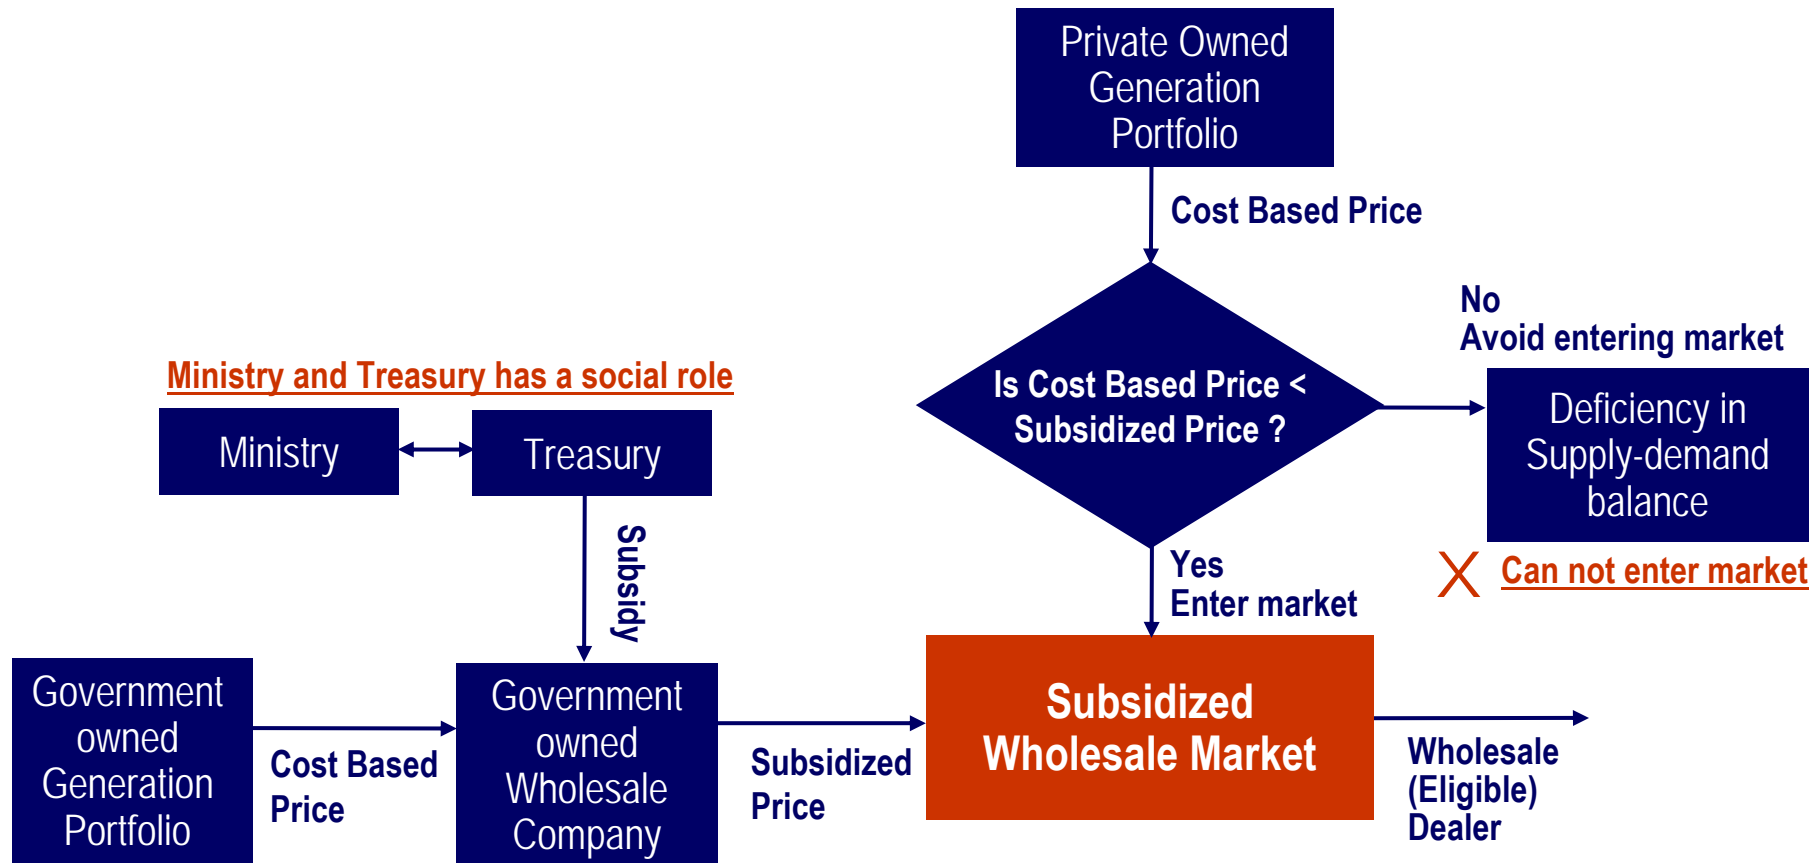 Private Owned
Generation
Portfolio
Cost Based Price
No
Avoid entering market
Is Cost Based Price <
Subsidized Price ?
Deficiency in
Supply-demand
balance
X Can not enter market
Yes
Enter market
Ministry and Treasury has a social role
Ministry
Treasury
Subsidy
Government
owned
Generation
Portfolio
Cost Based
Price
Government
owned
Wholesale
Company
Subsidized
Price
Subsidized
Wholesale Market
Wholesale
(Eligible)
Dealer